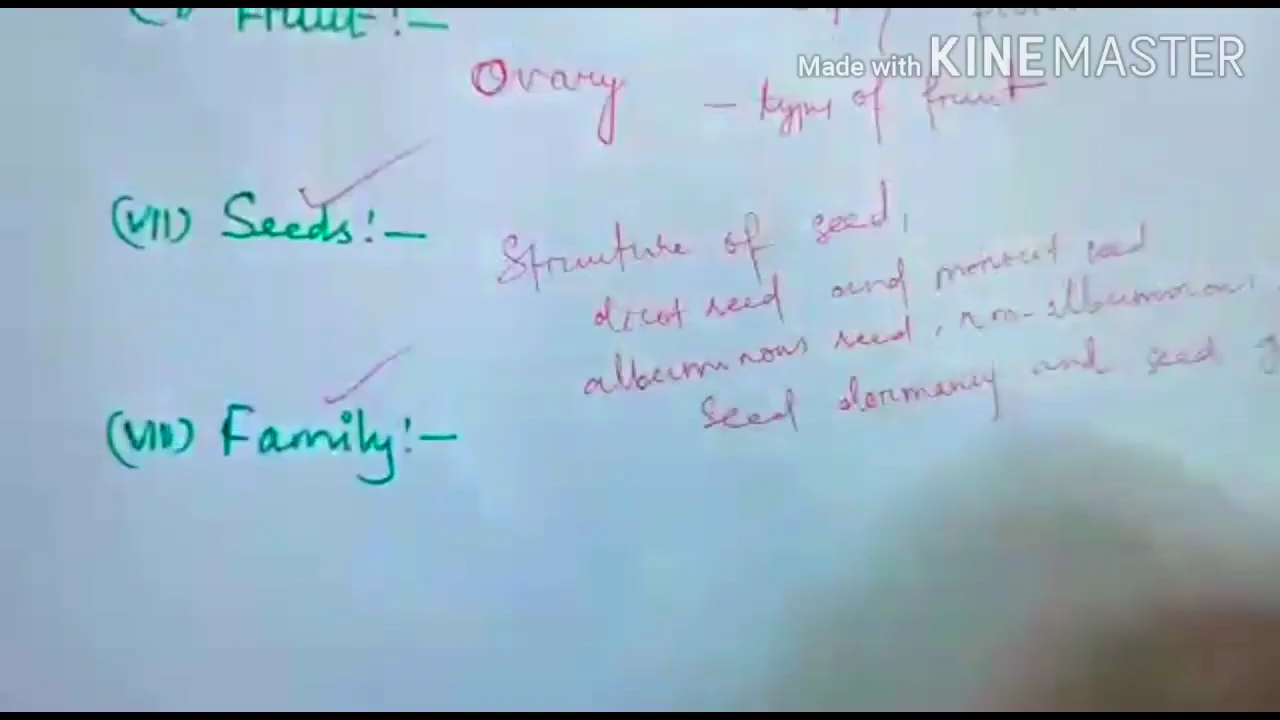 Fruit:-
Made with KINEMASTER
Ovary - types of fruit
(VII) Seeds:- Structure of seed,
dicot seed and monocot seed
albuminous seed, non-albuminous
Seed dormancy and seed
(VIII) Family:-